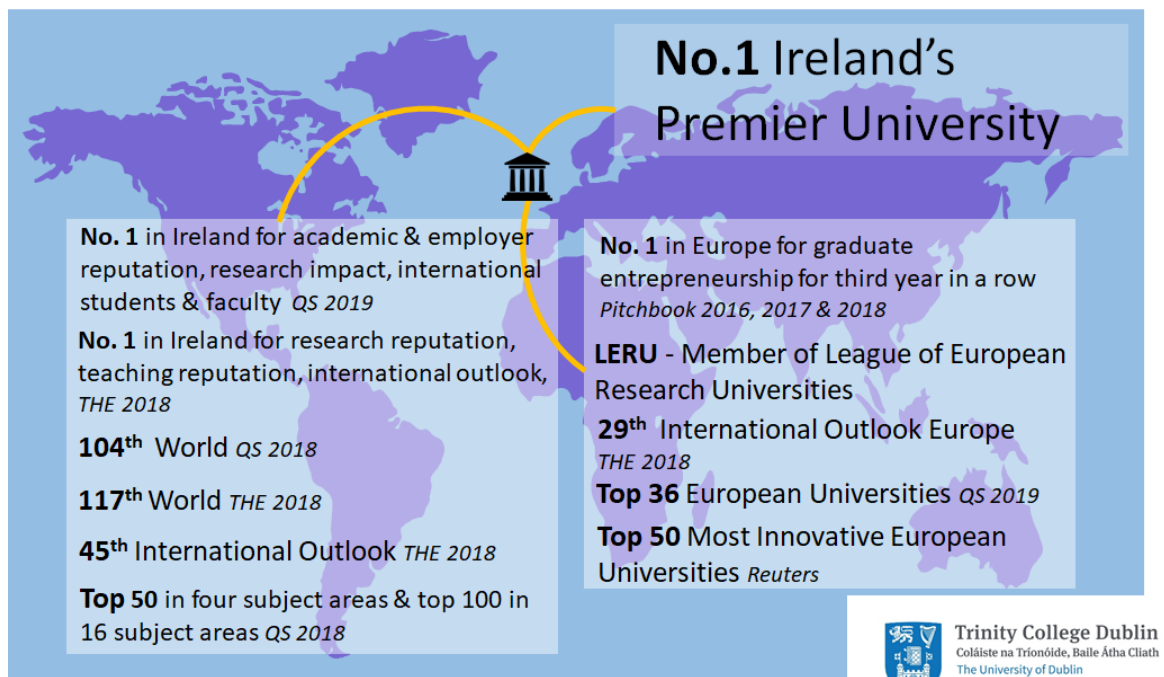 No.1 Ireland's
Premier University
No. 1 in Ireland for academic & employer
reputation, research impact, international
students & faculty QS 2019
No. 1 in Ireland for research reputation,
teaching reputation, international outlook,
THE 2018
104th World QS 2018
117th World THE 2018
45th International Outlook THE 2018
Top 50 in four subject areas & top 100 in
16 subject areas QS 2018
No. 1 in Europe for graduate
entrepreneurship for third year in a row
Pitchbook 2016, 2017 & 2018
LERU - Member of League of European
Research Universities
29th International Outlook Europe
THE 2018
Top 36 European Universities QS 2019
Top 50 Most Innovative European
Universities Reuters
Trinity College Dublin
Coláiste na Tríonóide, Baile Átha Cliath
The University of Dublin